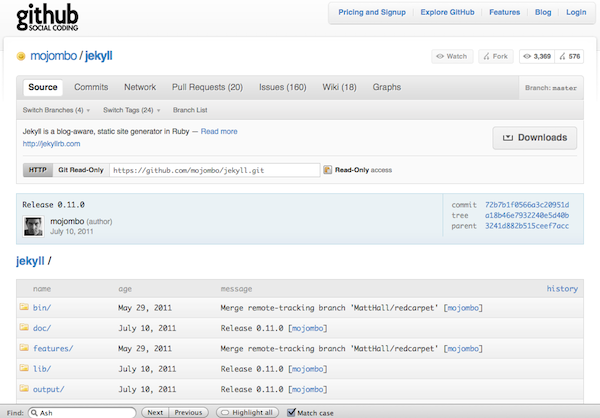 github
SOCIAL CODING
Pricing and Signup Explore GitHub Features Blog Login
mojombo / jekyll
Watch Fork 3,369 576
Source Commits Network Pull Requests (20) Issues (160) Wiki (18) Graphs Branch: master
Switch Branches (4) Switch Tags (24) Branch List
Jekyll is a blog-aware, static site generator in Ruby — Read more
http://jekyllrb.com
Downloads
HTTP Git Read-Only https://github.com/mojombo/jekyll.git Read-Only access
Release 0.11.0
mojombo (author)
July 10, 2011
commit 72b7b1f0566a3c20951d
tree a18b46e7932240e5d40b
parent 3241d882b515ceef7acc
jekyll /
name age message history
bin/ May 29, 2011 Merge remote-tracking branch 'MattHall/redcarpet' [mojombo]
doc/ July 10, 2011 Release 0.11.0 [mojombo]
features/ May 29, 2011 Merge remote-tracking branch 'MattHall/redcarpet' [mojombo]
lib/ July 10, 2011 Release 0.11.0 [mojombo]
output/ July 10, 2011 Release 0.11.0 [mojombo]
Find: Ash Next Previous Highlight all Match case